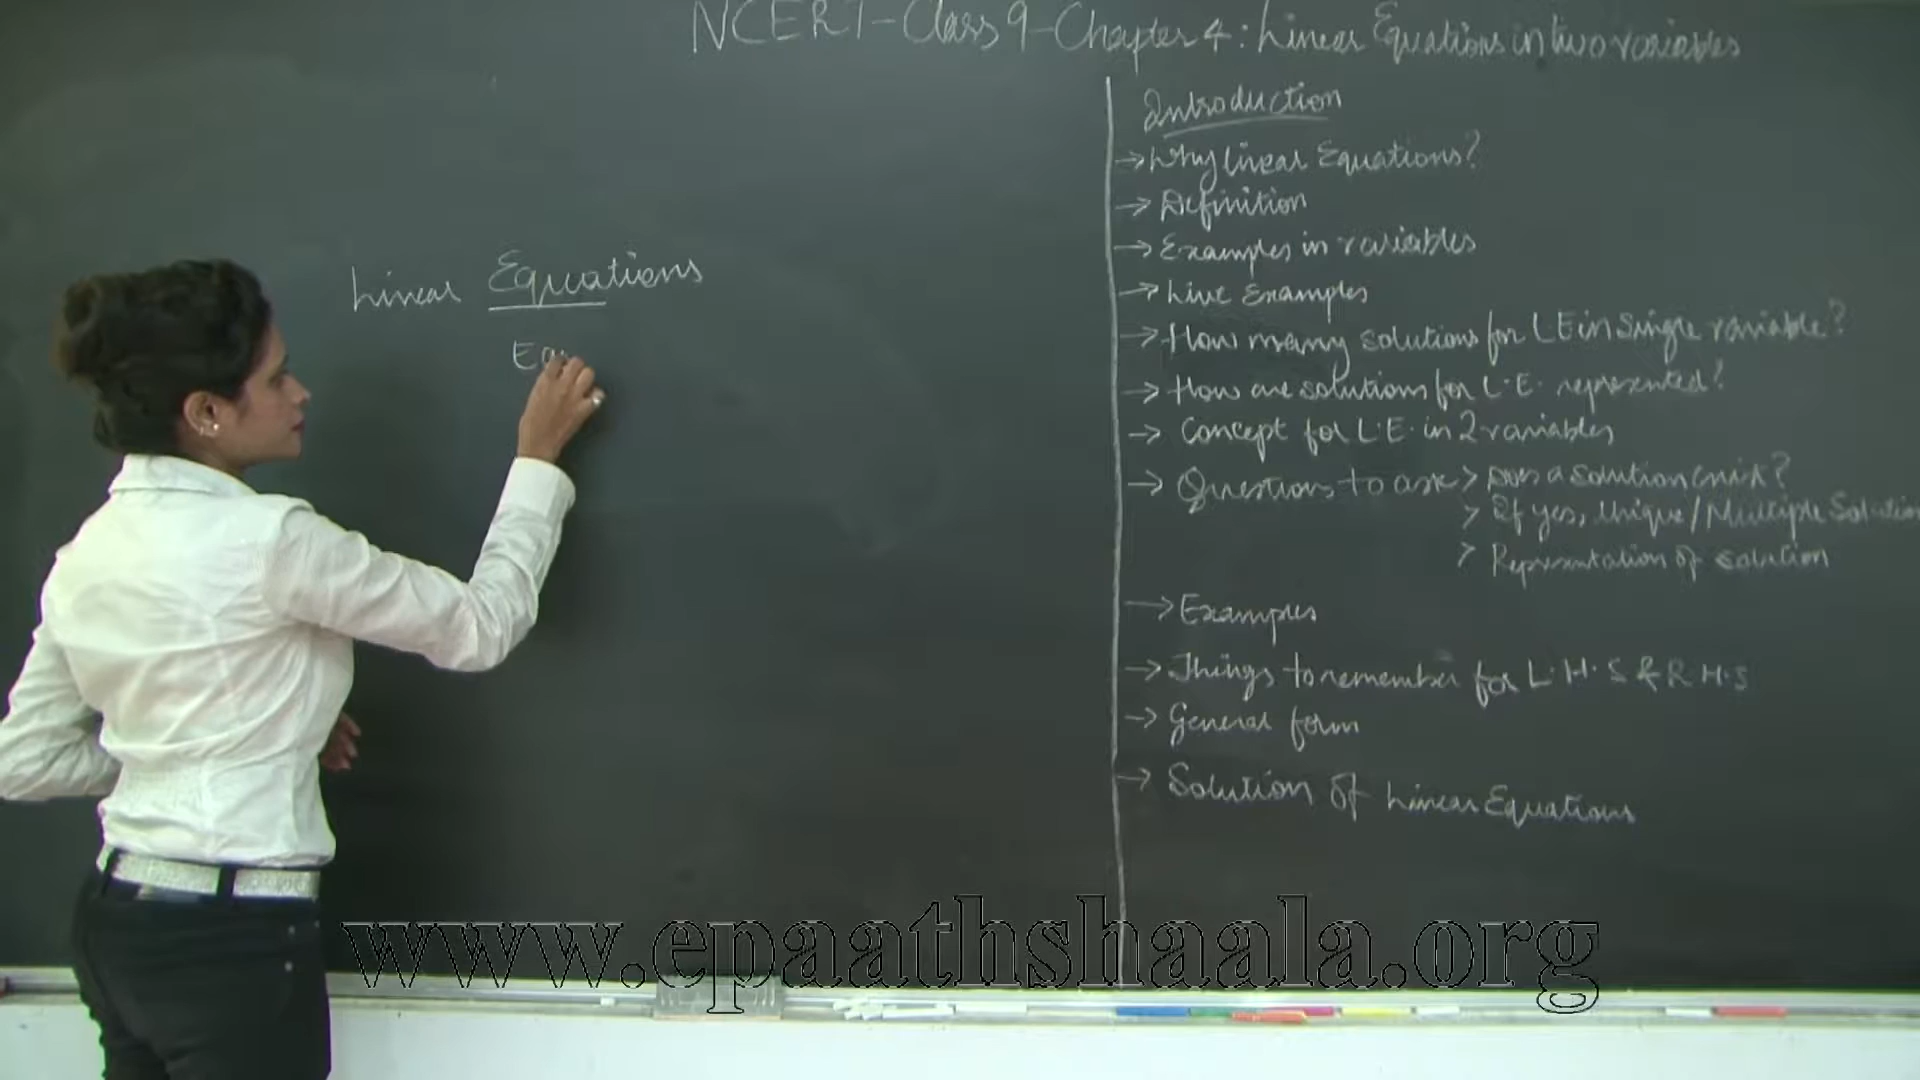 NCERT-Class 9-Chapter 4: Linear Equations in two variables
Linear Equations
Eq
Introduction
→ Why linear Equations?
→ Definition
→ Examples in variables
→ Live Examples
→ How many solutions for LE in Single variable?
→ How are solutions for L.E. represented?
→ Concept for L.E. in 2 variables
→ Questions to ask > Does a solution exist?
> If yes, Unique/Multiple Solution
> Representation of solution
→ Examples
→ Things to remember for L.H.S & R.H.S
→ General form
→ Solution of Linear Equations
www.epaathshaala.org